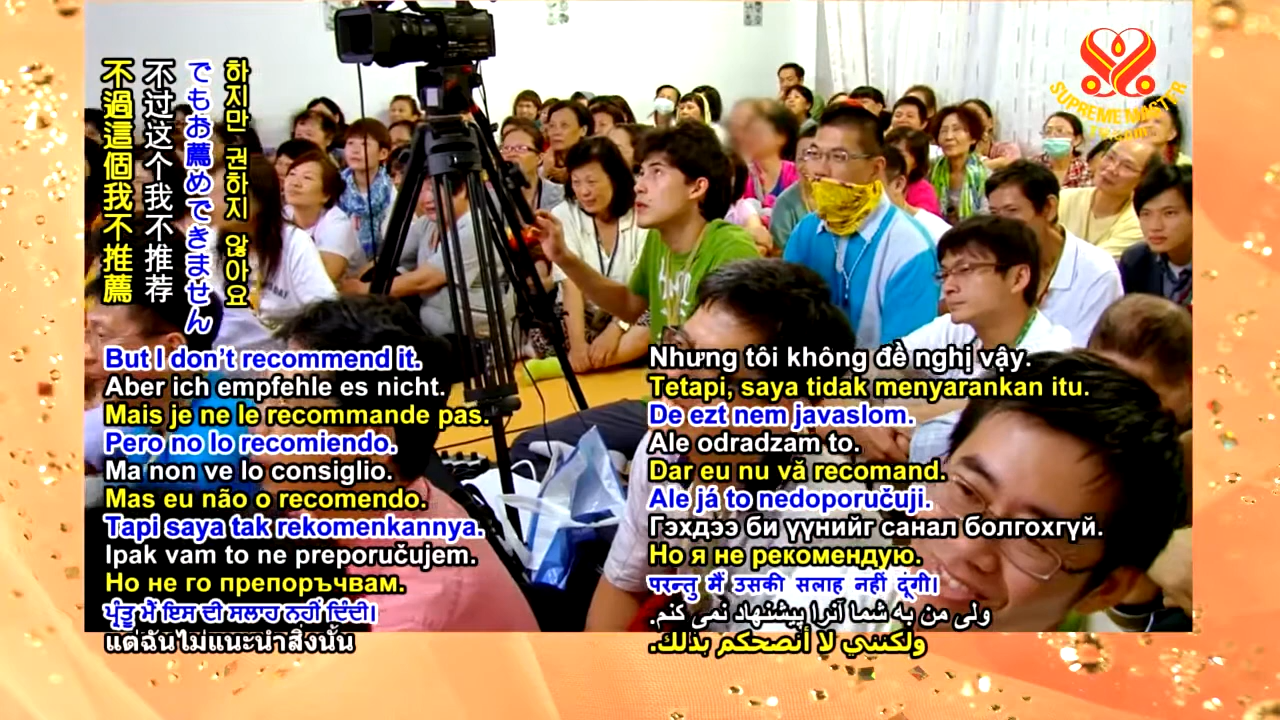 하지만 권하지 않아요
でもお薦めできません
不过这个我不推荐
不過這個我不推薦
SUPREME MASTER
But I don’t recommend it.
Aber ich empfehle es nicht.
Mais je ne le recommande pas.
Pero no lo recomiendo.
Ma non ve lo consiglio.
Mas eu não o recomendo.
Tapi saya tak rekomenkannya.
Ipak vam to ne preporučujem.
Но не го препоръчвам.
ਪ੍ਰੰਤੂ ਮੈਂ ਇਸ ਦੀ ਸਲਾਹ ਨਹੀਂ ਦਿੰਦੀ।
แต่ฉันไม่แนะนำสิ่งนั้น
Nhưng tôi không đề nghị vậy.
Tetapi, saya tidak menyarankan itu.
De ezt nem javaslom.
Ale odradzam to.
Dar eu nu vă recomand.
Ale já to nedoporučuji.
Гэхдээ би үүнийг санал болгохгүй.
Но я не рекомендую.
परन्तु मैं उसकी सलाह नहीं दूंगी।
ولی من به شما آنرا پیشنهاد نمی کنم.
ولكنني لا أنصحكم بذلك.